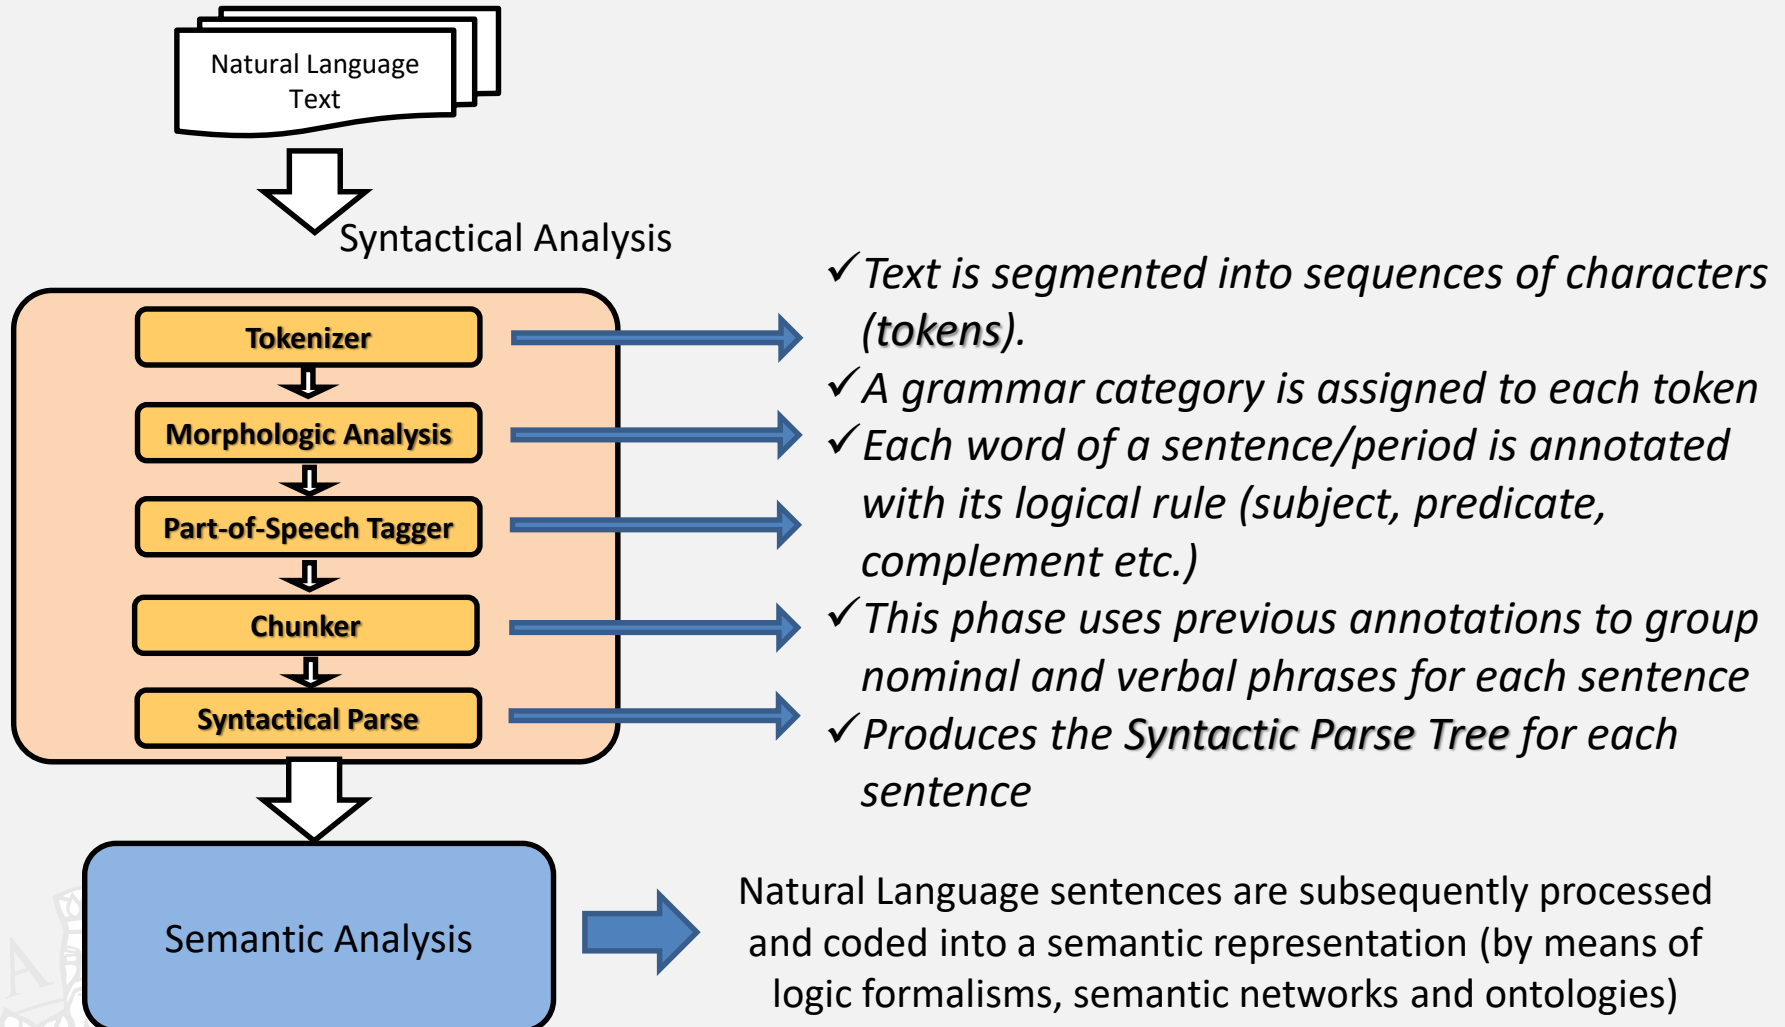 Natural Language
Text
Syntactical Analysis
Tokenizer
Morphologic Analysis
Part-of-Speech Tagger
Chunker
Syntactical Parse
✓Text is segmented into sequences of characters
(tokens).
✓A grammar category is assigned to each token
✓Each word of a sentence/period is annotated
with its logical rule (subject, predicate,
complement etc.)
✓This phase uses previous annotations to group
nominal and verbal phrases for each sentence
✓Produces the Syntactic Parse Tree for each
sentence
Semantic Analysis
Natural Language sentences are subsequently processed
and coded into a semantic representation (by means of
logic formalisms, semantic networks and ontologies)
A